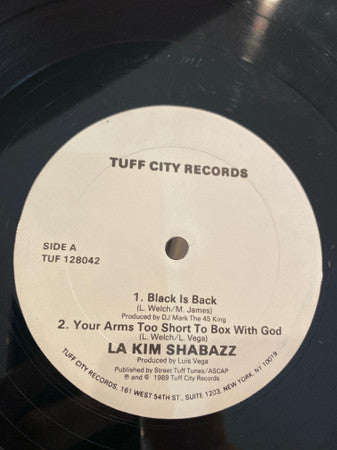 TUFF CITY RECORDS
SIDE A
TUF 128042
1. Black Is Back
(L. Welch/M. James)
Produced by DJ Mark The 45 King
2. Your Arms Too Short To Box With God
(L. Welch/L. Vega)
LA KIM SHABAZZ
Produced by Luis Vega
Published by Street Tuff Tunes/ASCAP
℗ and © 1989 Tuff City Records
TUFF CITY RECORDS, 161 WEST 54TH ST., SUITE 1203, NEW YORK, NY 10019